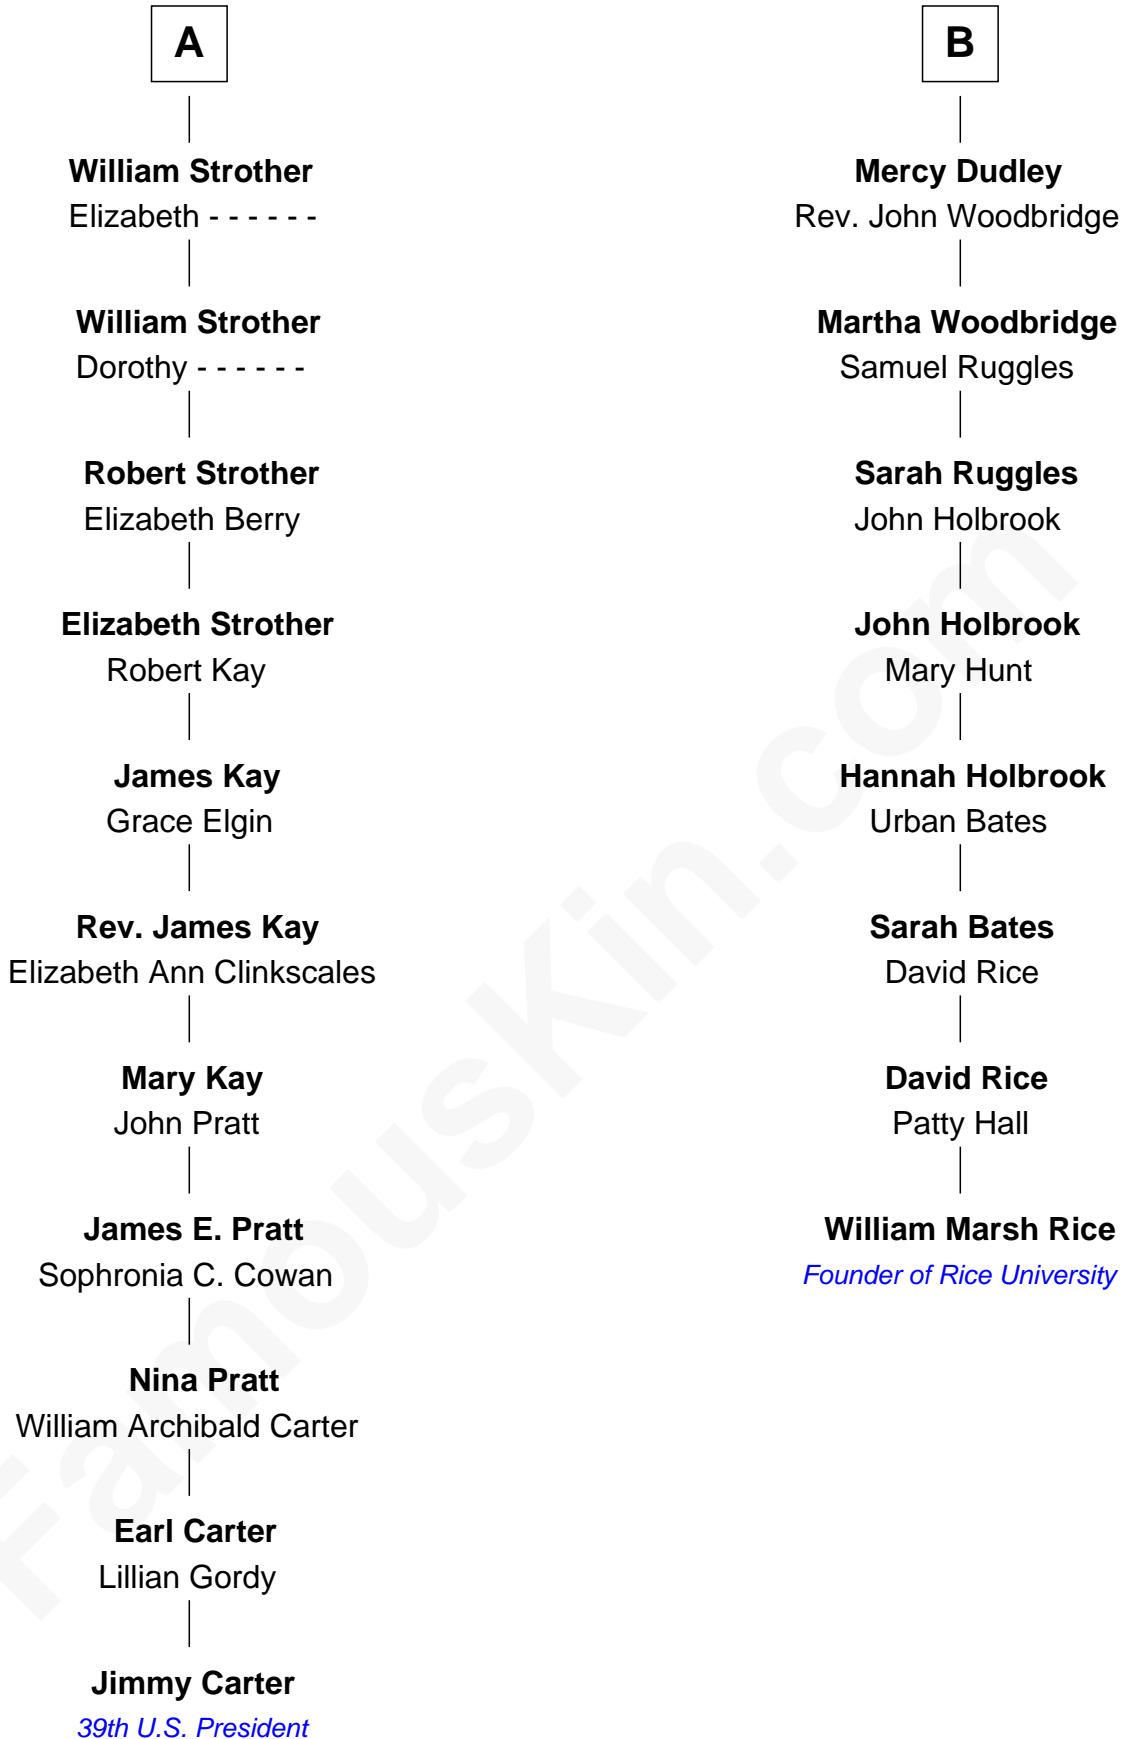 A
William Strother
Elizabeth - - - - - -
William Strother
Dorothy - - - - - -
Robert Strother
Elizabeth Berry
Elizabeth Strother
Robert Kay
James Kay
Grace Elgin
Rev. James Kay
Elizabeth Ann Clinkscales
Mary Kay
John Pratt
James E. Pratt
Sophronia C. Cowan
Nina Pratt
William Archibald Carter
Earl Carter
Lillian Gordy
Jimmy Carter
39th U.S. President
B
Mercy Dudley
Rev. John Woodbridge
Martha Woodbridge
Samuel Ruggles
Sarah Ruggles
John Holbrook
John Holbrook
Mary Hunt
Hannah Holbrook
Urban Bates
Sarah Bates
David Rice
David Rice
Patty Hall
William Marsh Rice
Founder of Rice University
FamousKin.com